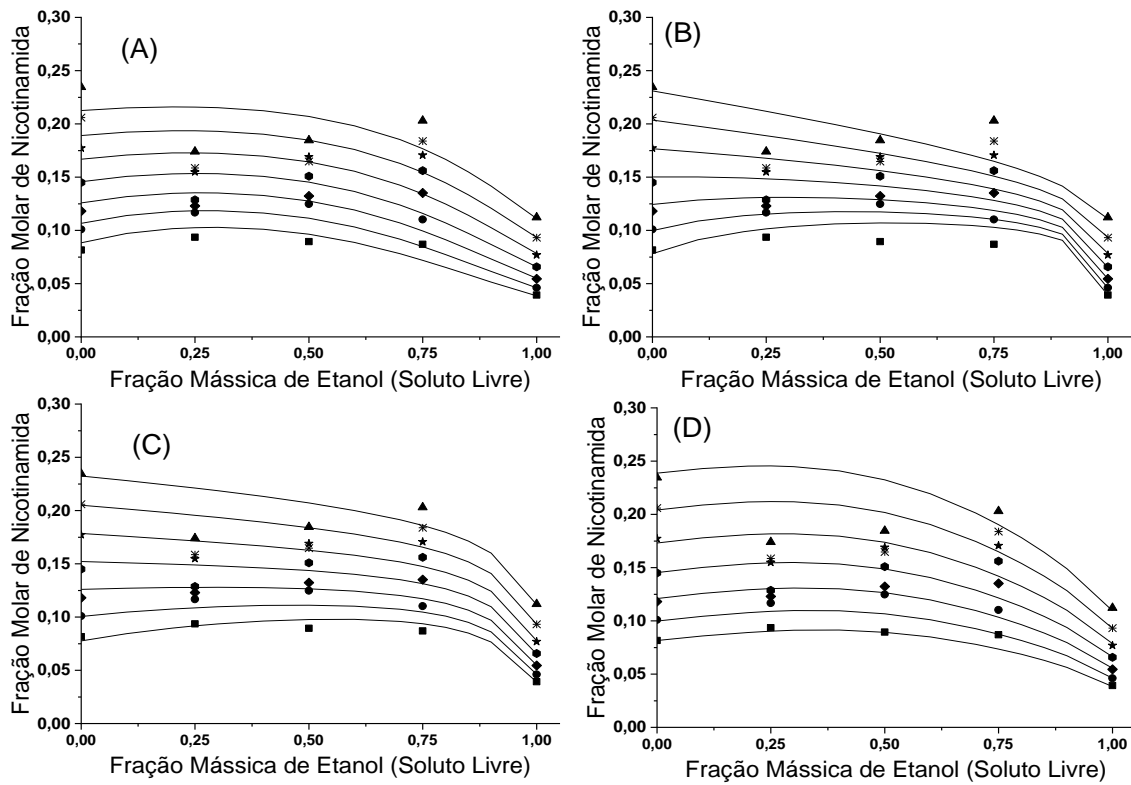 (A)
Fração Molar de Nicotinamida
0,30
0,25
0,20
0,15
0,10
0,05
0,00
0,00 0,25 0,50 0,75 1,00
Fração Mássica de Etanol (Soluto Livre)
(B)
Fração Molar de Nicotinamida
0,30
0,25
0,20
0,15
0,10
0,05
0,00
0,00 0,25 0,50 0,75 1,00
Fração Mássica de Etanol (Soluto Livre)
(C)
Fração Molar de Nicotinamida
0,30
0,25
0,20
0,15
0,10
0,05
0,00
0,00 0,25 0,50 0,75 1,00
Fração Mássica de Etanol (Soluto Livre)
(D)
Fração Molar de Nicotinamida
0,30
0,25
0,20
0,15
0,10
0,05
0,00
0,00 0,25 0,50 0,75 1,00
Fração Mássica de Etanol (Soluto Livre)